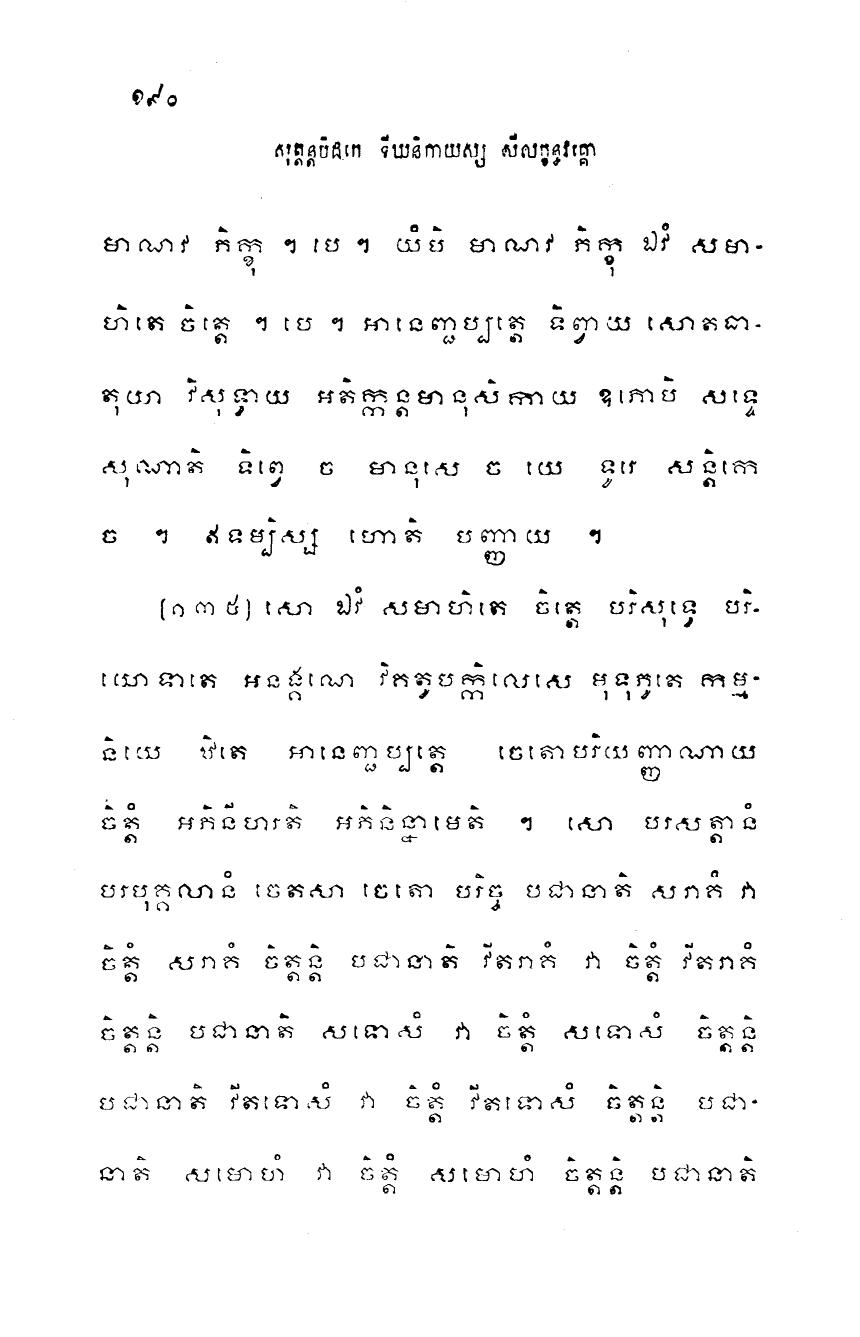 ១៩០
សុត្តន្តបិដកេ ទីឃនិកាយស្ស សីលក្ខន្ធវគ្គោ
មាណវ ភិក្ខុ ។ បេ ។ យំបិ មាណវ ភិក្ខុ ឯវំ សមា-
ហិតេ ចិត្តេ ។ បេ ។ អានេញ្ជប្បត្តេ ទិព្វាយ សោតធា-
តុយា វិសុទ្ធាយ អតិក្កន្តមានុសិកាយ ឧភោបិ សទ្ទេ
សុណាតិ ទិព្វេ ច មានុសេ ច យេ ទូរេ សន្តិកេ
ច ។ ឥទម្បិស្ស ហោតិ បញ្ញាយ ។
[១៣៥] សោ ឯវំ សមាហិតេ ចិត្តេ បរិសុទ្ធេ បរិ-
យោទាតេ អនង្គណេ វិគតូបក្កិលេសេ មុទុភូតេ កម្ម-
និយេ ឋិតេ អានេញ្ជប្បត្តេ ចេតោបរិយញ្ញាណាយ
ចិត្តំ អភិនីហរតិ អភិនិន្នាមេតិ ។ សោ បរសត្តានំ
បរបុគ្គលានំ ចេតសា ចេតោ បរិច្ច បជានាតិ សរាគំ វា
ចិត្តំ សរាគំ ចិត្តន្តិ បជានាតិ វីតរាគំ វា ចិត្តំ វីតរាគំ
ចិត្តន្តិ បជានាតិ សទោសំ វា ចិត្តំ សទោសំ ចិត្តន្តិ
បជានាតិ វីតទោសំ វា ចិត្តំ វីតទោសំ ចិត្តន្តិ បជា-
នាតិ សមោហំ វា ចិត្តំ សមោហំ ចិត្តន្តិ បជានាតិ